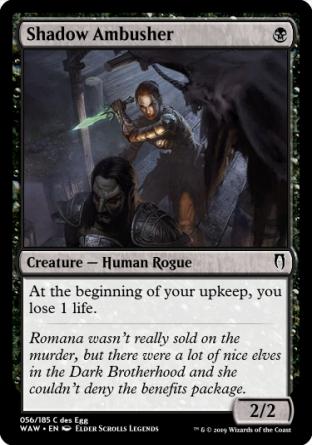 Shadow Ambusher
Creature — Human Rogue
At the beginning of your upkeep, you
lose 1 life.
Romana wasn't really sold on the
murder, but there were a lot of nice elves
in the Dark Brotherhood and she
couldn't deny the benefits package.
2/2
056/185 C des Egg
WAW • EN ELDER SCROLLS LEGENDS
™ & © 2019 Wizards of the Coast